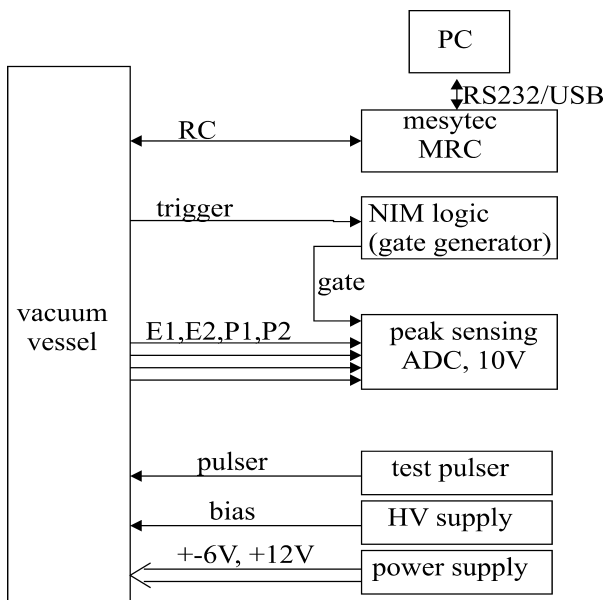 PC
RS232/USB
RC
mesytec
MRC
trigger
NIM logic
(gate generator)
gate
vacuum
vessel
E1,E2,P1,P2
peak sensing
ADC, 10V
pulser
test pulser
bias
HV supply
+-6V, +12V
power supply